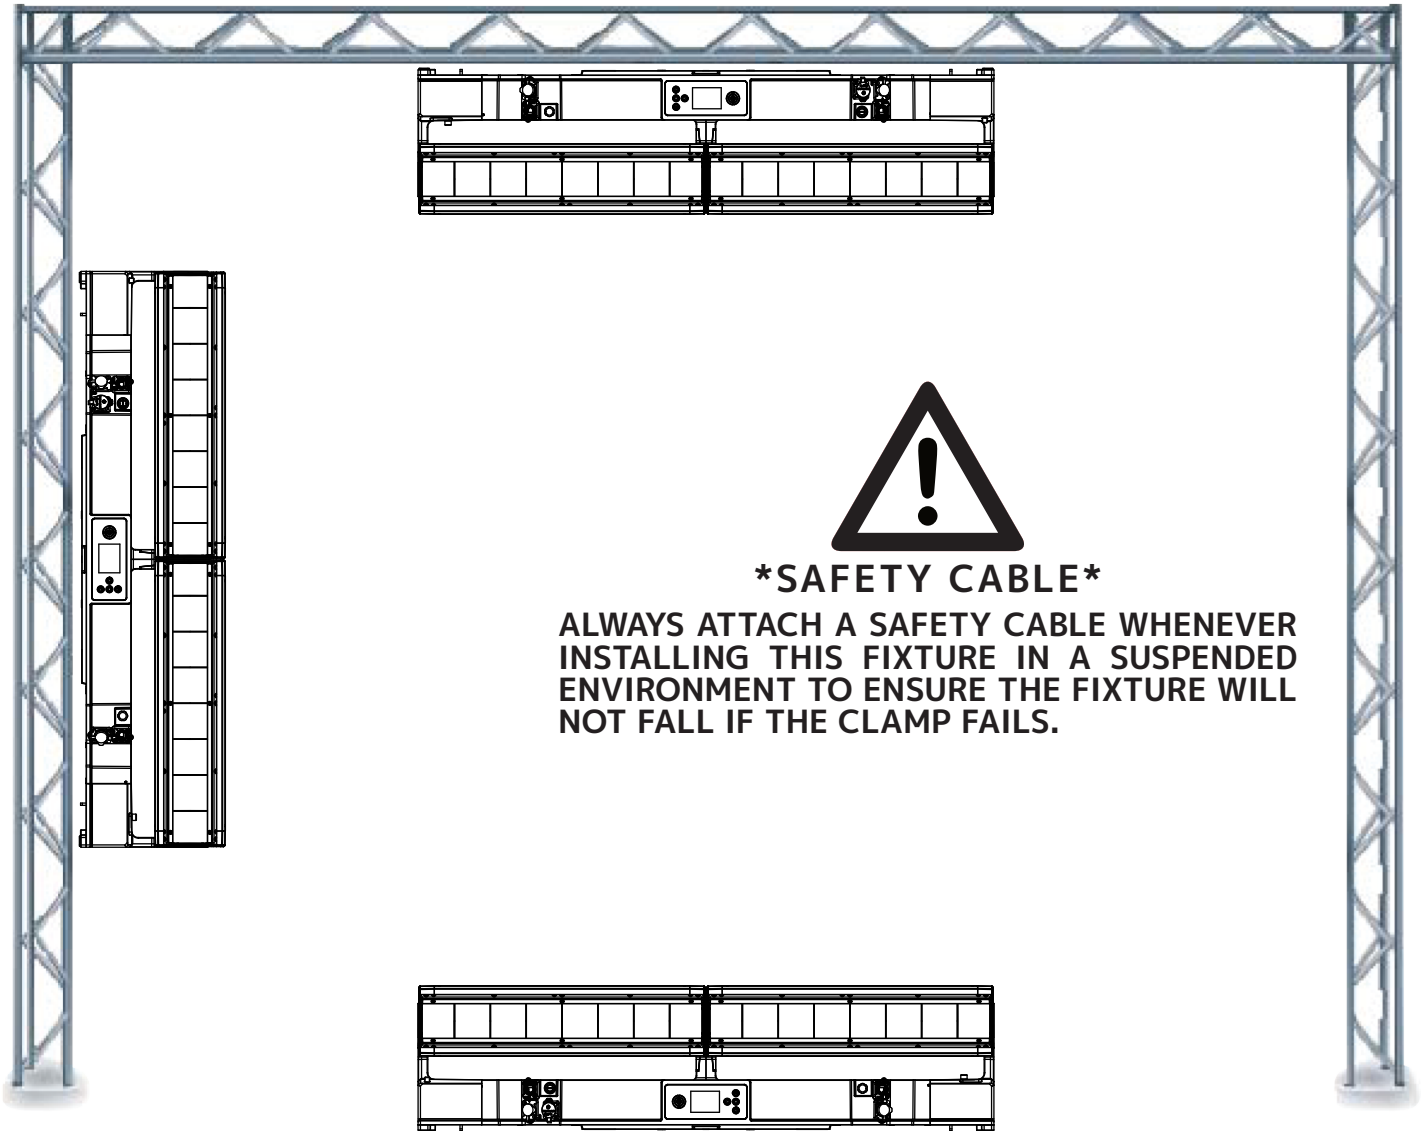 *SAFETY CABLE*
ALWAYS ATTACH A SAFETY CABLE WHENEVER
INSTALLING THIS FIXTURE IN A SUSPENDED
ENVIRONMENT TO ENSURE THE FIXTURE WILL
NOT FALL IF THE CLAMP FAILS.